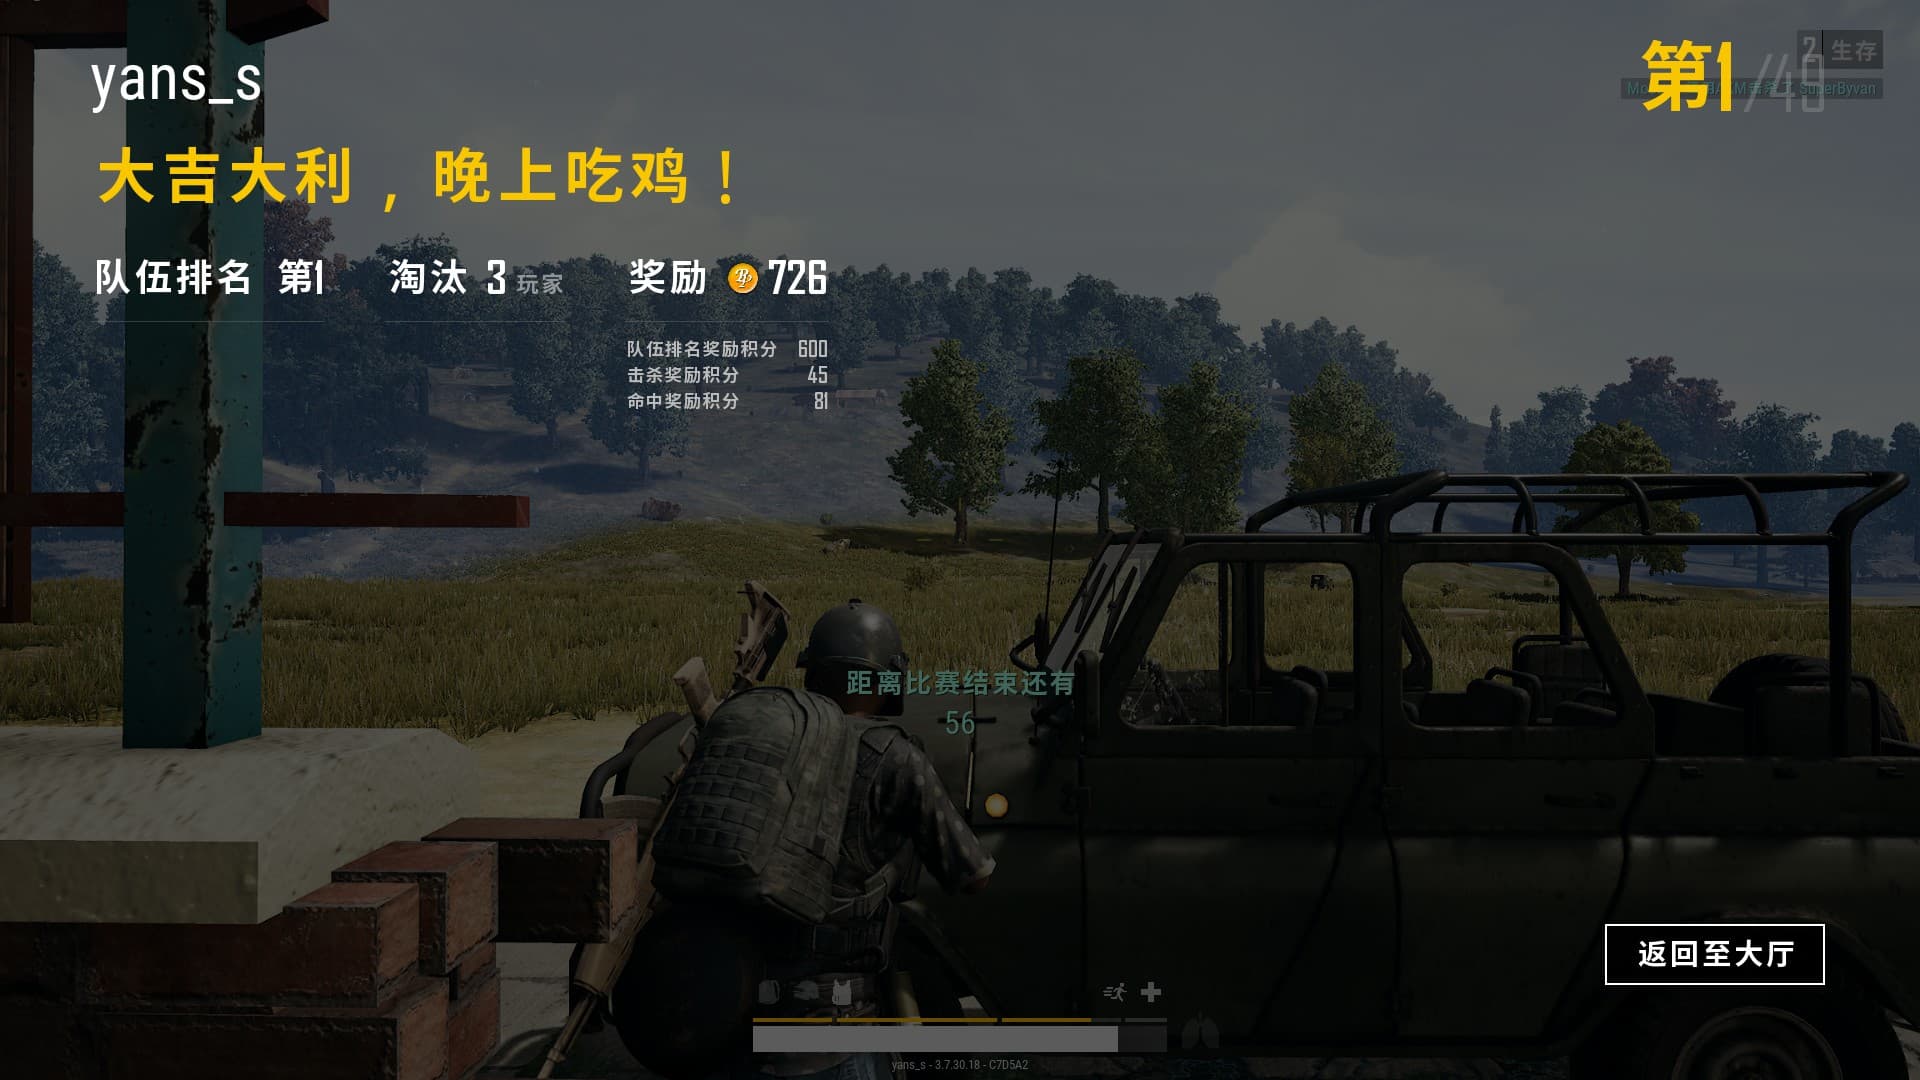 yans_s
第1/49
2 生存
SuperByvan
大吉大利，晚上吃鸡！
队伍排名 第1 淘汰 3 玩家 奖励 726
队伍排名奖励积分 600
击杀奖励积分 45
命中奖励积分 81
距离比赛结束还有
56
返回至大厅
yans_s - 3.7.30.18 - C7D5A2